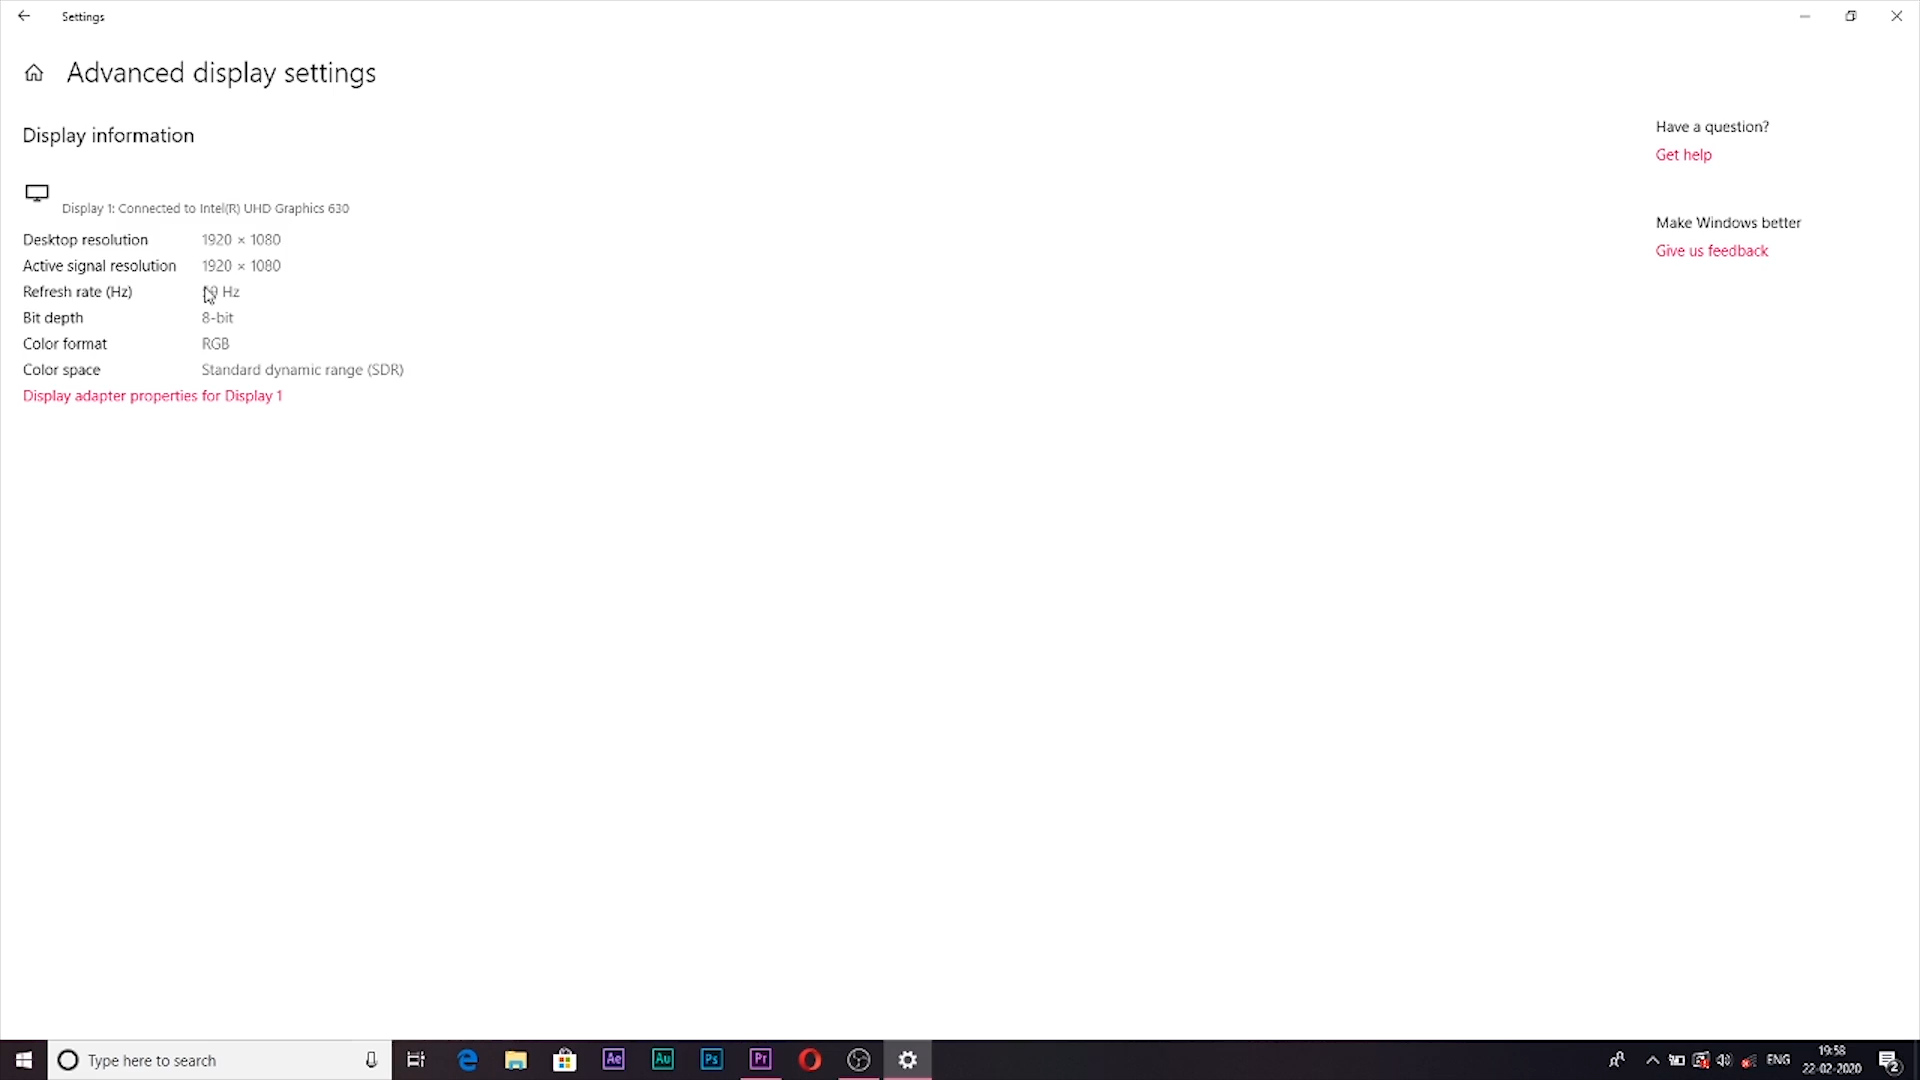 Settings
Advanced display settings
Display information
Display 1: Connected to Intel(R) UHD Graphics 630
Desktop resolution 1920 × 1080
Active signal resolution 1920 × 1080
Refresh rate (Hz) Hz
Bit depth 8-bit
Color format RGB
Color space Standard dynamic range (SDR)
Display adapter properties for Display 1
Have a question?
Get help
Make Windows better
Give us feedback
Type here to search
Ae
Au
Ps
Pr
ENG
19:58
22-02-2020
2